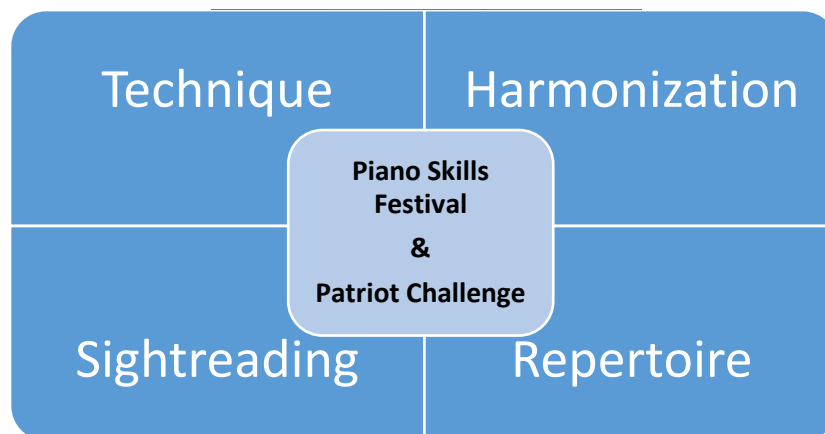 Technique
Harmonization
Piano Skills
Festival
&
Patriot Challenge
Sightreading
Repertoire